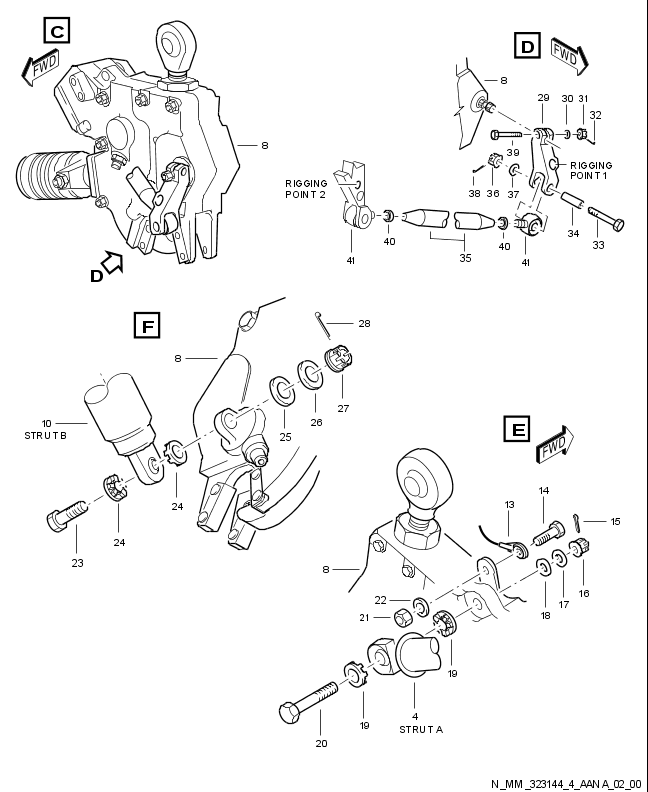 C
FWD
8
D
D
FWD
8
29
30
31
32
39
RIGGING
POINT 1
38
36
37
RIGGING
POINT 2
34
33
41
40
35
40
41
F
28
8
27
26
25
10
STRUT B
24
24
23
E
FWD
13
14
15
8
16
17
18
22
21
19
19
4
STRUT A
20
N_MM_323144_4_AANA_02_00